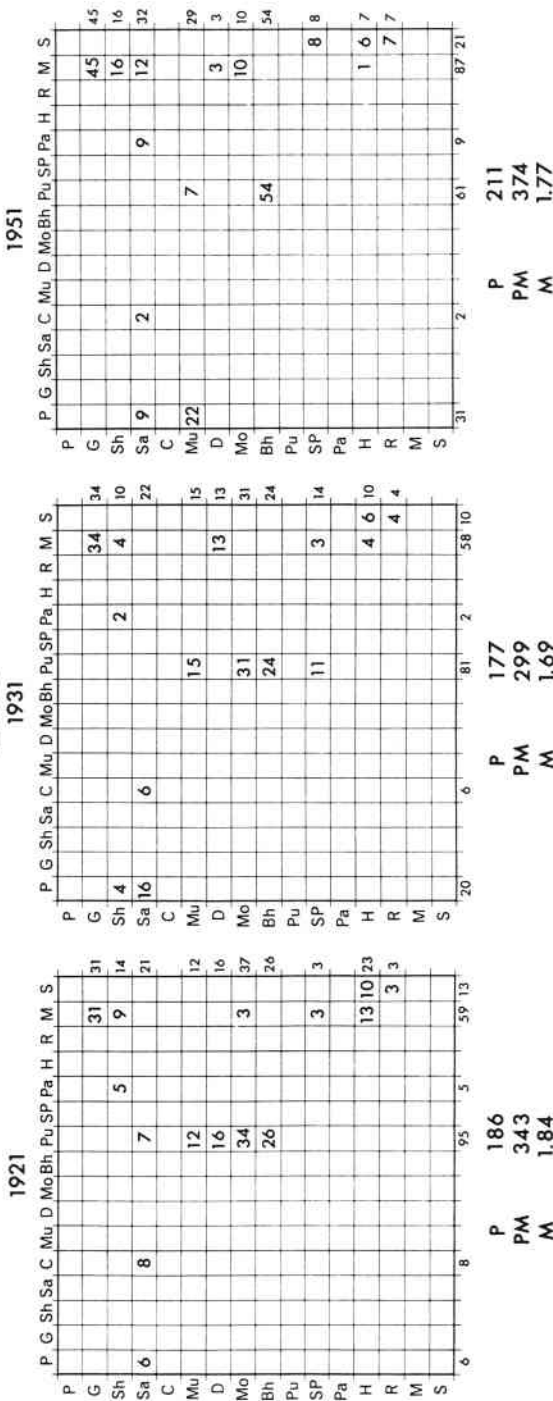 1921
P G Sh Sa C Mu D Mo Bh Pu SP Pa H R M S
P
G 31 31
Sh 5 9 14
Sa 6 8 7 21
C
Mu 12 12
D 16 16
Mo 34 3 37
Bh 26 26
Pu
SP 3 3
Pa
H 13 10 23
R 3 3
M
S
6 8 95 5 59 13
P 186
PM 343
M 1.84
1931
P G Sh Sa C Mu D Mo Bh Pu SP Pa H R M S
P
G 34 34
Sh 4 2 4 10
Sa 16 6 22
C
Mu 15 15
D 13 13
Mo 31 31
Bh 24 24
Pu
SP 11 3 14
Pa
H 4 6 10
R 4 4
M
S
20 6 81 2 58 10
P 177
PM 299
M 1.69
1951
P G Sh Sa C Mu D Mo Bh Pu SP Pa H R M S
P
G 45 45
Sh 16 16
Sa 9 2 9 12 32
C
Mu 22 7 29
D 3 3
Mo 10 10
Bh 54 54
Pu
SP 8 8
Pa
H 1 6 7
R 7 7
M
S
31 2 61 9 87 21
P 211
PM 374
M 1.77